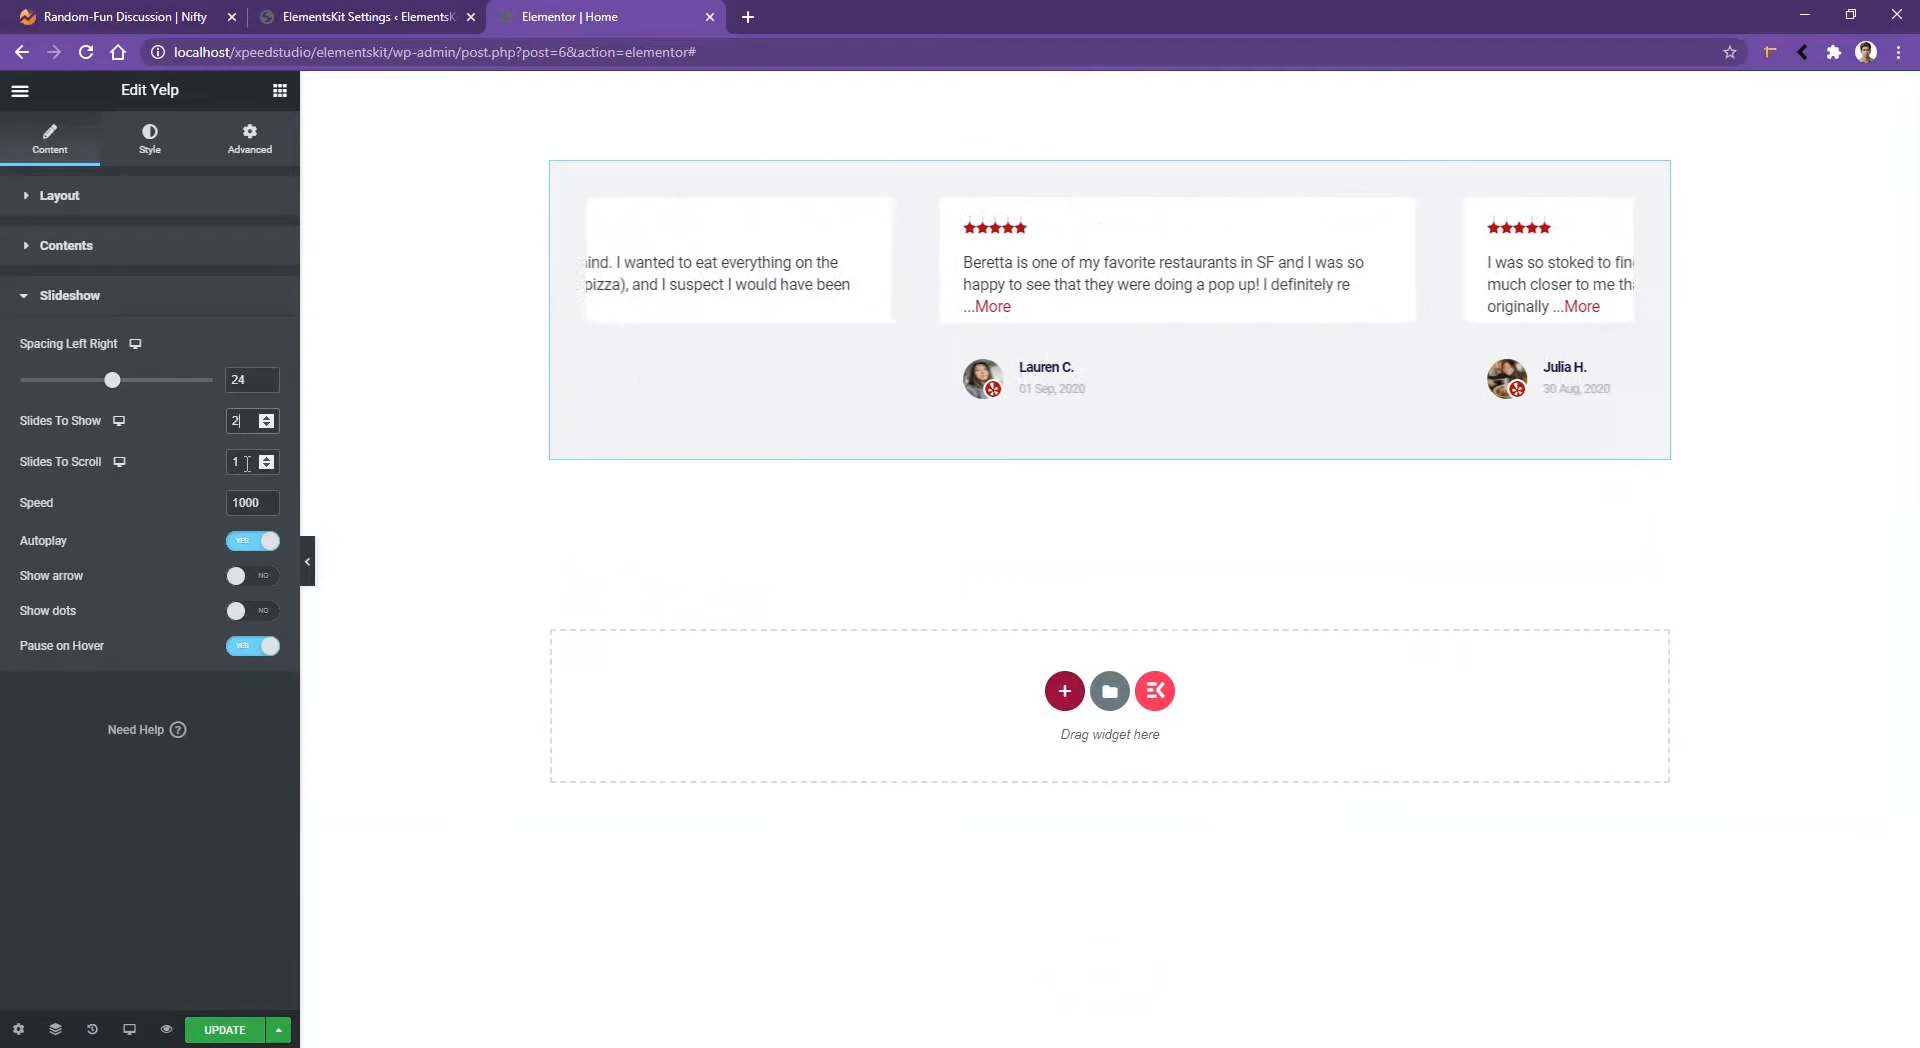 Random-Fun Discussion | Nifty
ElementsKit Settings ‹ ElementsK
Elementor | Home
localhost/xpeedstudio/elementskit/wp-admin/post.php?post=6&action=elementor#
Edit Yelp
Content
Style
Advanced
Layout
Contents
Slideshow
Spacing Left Right
24
Slides To Show
2
Slides To Scroll
1
Speed
1000
Autoplay
YES
Show arrow
NO
Show dots
NO
Pause on Hover
YES
Need Help ?
UPDATE
ind. I wanted to eat everything on the
pizza), and I suspect I would have been
Beretta is one of my favorite restaurants in SF and I was so
happy to see that they were doing a pop up! I definitely re
...More
Lauren C.
01 Sep, 2020
I was so stoked to fin
much closer to me th
originally ...More
Julia H.
30 Aug, 2020
Drag widget here